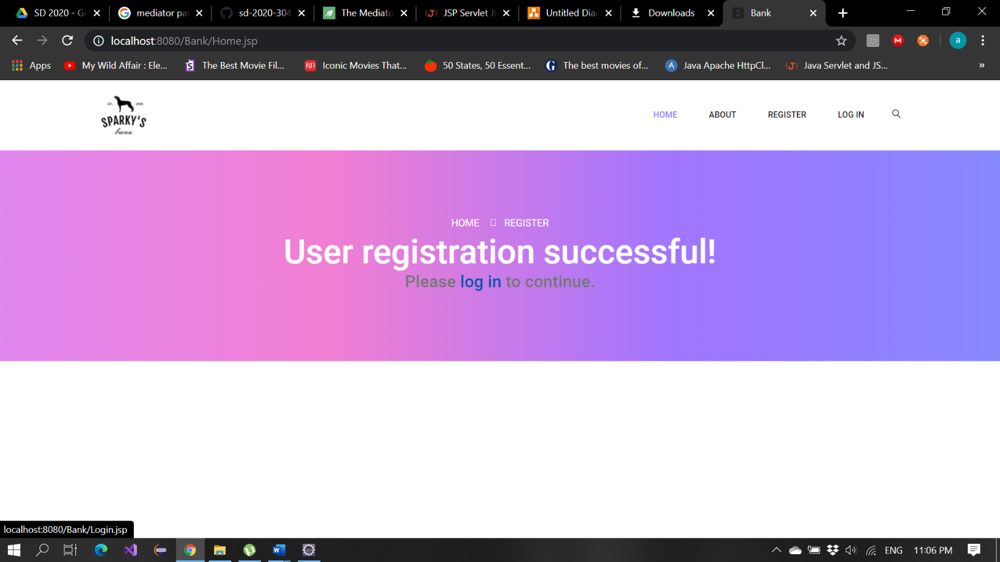 SD 2020 - G
mediator pa
sd-2020-304
The Mediato
JSP Servlet J
Untitled Dia
Downloads
Bank
localhost:8080/Bank/Home.jsp
a
Apps
My Wild Affair : Ele...
The Best Movie Fil...
RD
Iconic Movies That...
50 States, 50 Essent...
The best movies of...
Java Apache HttpCl...
Java Servlet and JS...
»
SPARKY'S
bank
HOME
ABOUT
REGISTER
LOG IN
HOME REGISTER
User registration successful!
Please log in to continue.
localhost:8080/Bank/Login.jsp
ENG
11:06 PM